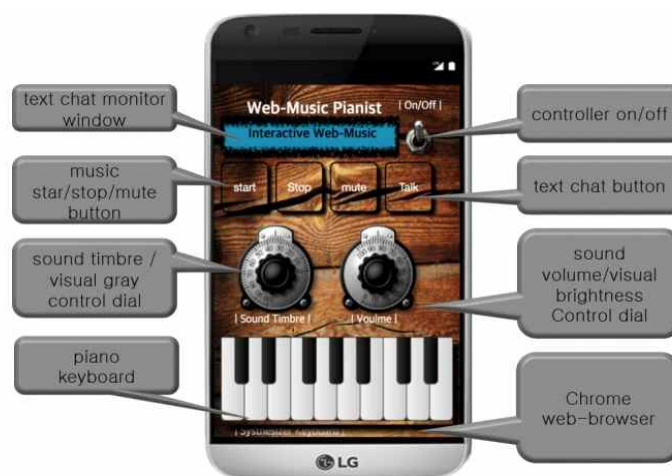 Web-Music Pianist
| On/Off |
Interactive Web-Music
start
Stop
mute
Talk
| Sound Timbre |
| Voulme |
| Synthesizer Keyboard |
LG
text chat monitor
window
music
star/stop/mute
button
sound timbre /
visual gray
control dial
piano
keyboard
controller on/off
text chat button
sound
volume/visual
brightness
Control dial
Chrome
web-browser